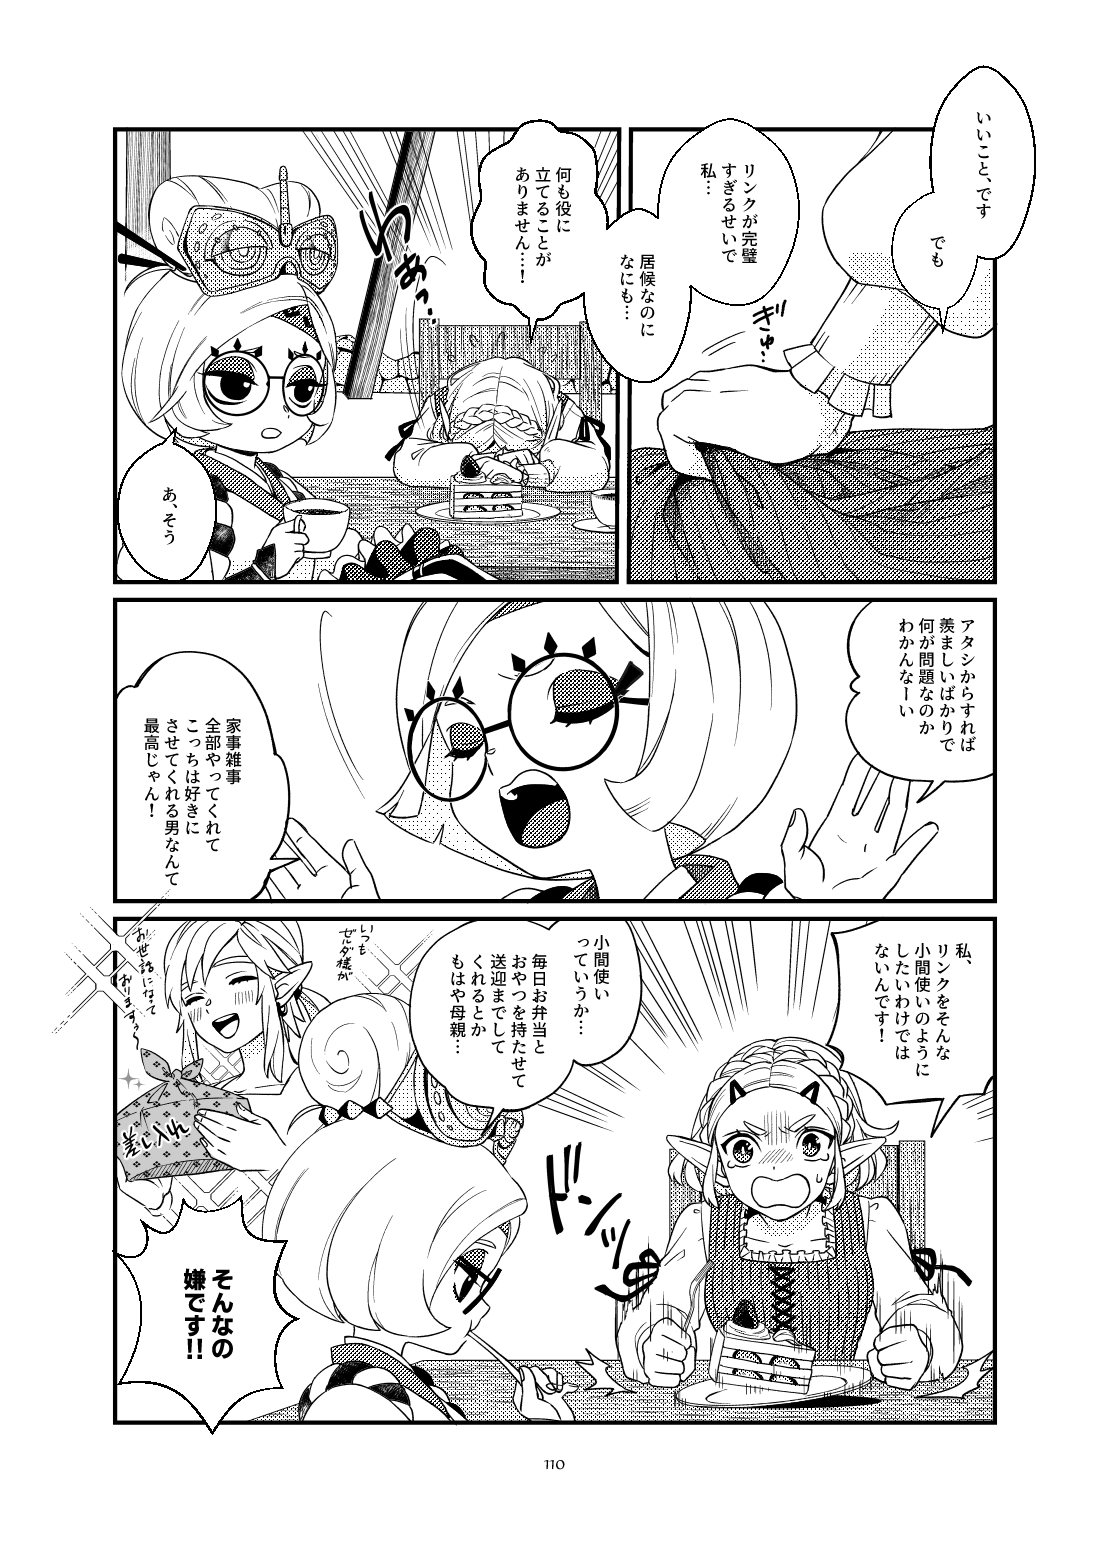 いいこと、です
でも
ぎゅ…
リンクが完璧
すぎるせいで
私…
居候なのに
なにも…
何も役に
立てることが
ありません…！
わぁっ…
あ、そう
アタシからすれば
羨ましいばかりで
何が問題なのか
わかんなーい
家事雑事
全部やってくれて
こっちは好きに
させてくれる男なんて
最高じゃん！
私、
リンクをそんな
小間使いのように
したいわけでは
ないんです！
ドンッ
小間使い
っていうか…
毎日お弁当と
おやつを持たせて
送迎までして
くれるとか
もはや母親…
いつも
ゼルダ様が
お世話になって
おります〜
差し入れ
そんなの
嫌です!!
110